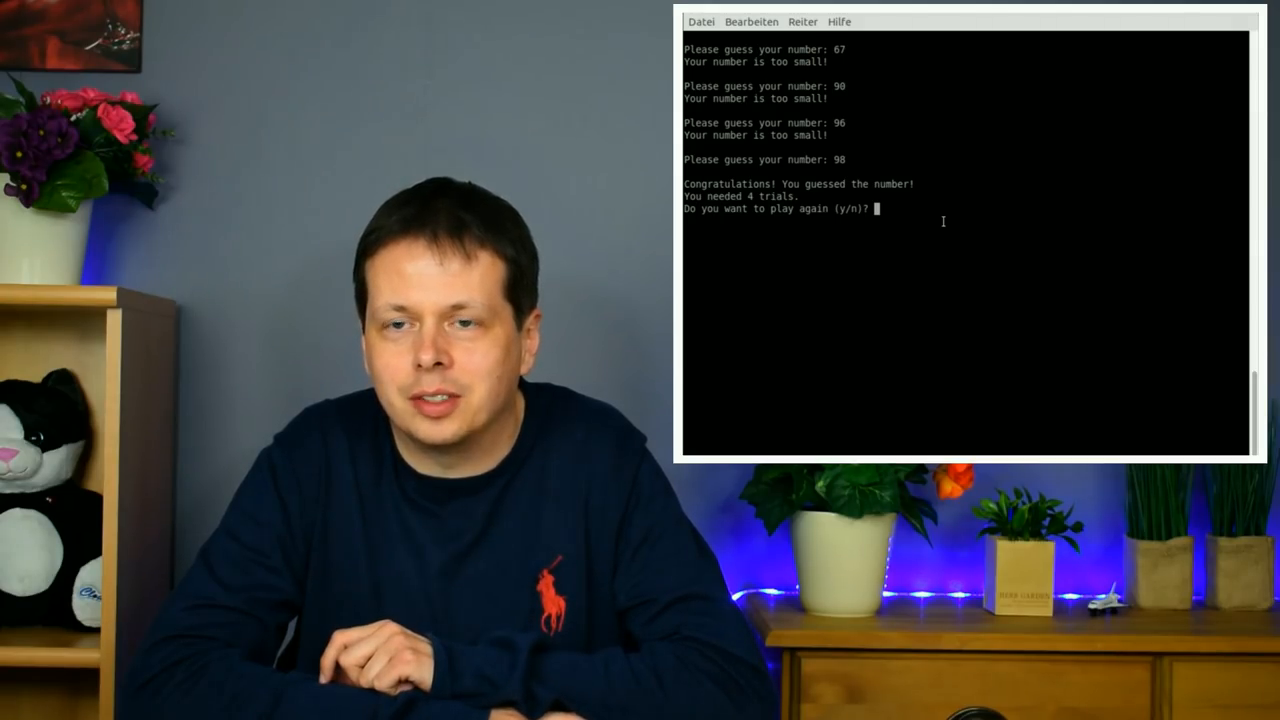 Datei Bearbeiten Reiter Hilfe
Please guess your number: 67
Your number is too small!
Please guess your number: 90
Your number is too small!
Please guess your number: 96
Your number is too small!
Please guess your number: 98
Congratulations! You guessed the number!
You needed 4 trials.
Do you want to play again (y/n)?
HERB GARDEN